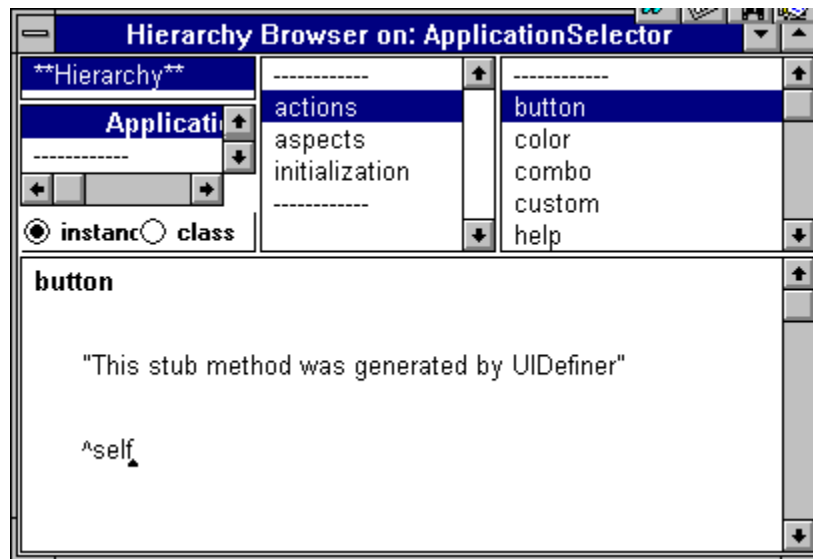 Hierarchy Browser on: ApplicationSelector
**Hierarchy**
Applicati
------------
instanc class
------------
actions
aspects
initialization
------------
------------
button
color
combo
custom
help
button
"This stub method was generated by UIDefiner"
^self